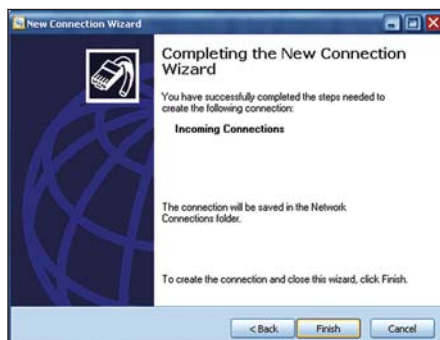 New Connection Wizard
Completing the New Connection
Wizard
You have successfully completed the steps needed to
create the following connection:
Incoming Connections
The connection will be saved in the Network
Connections folder.
To create the connection and close this wizard, click Finish.
< Back
Finish
Cancel